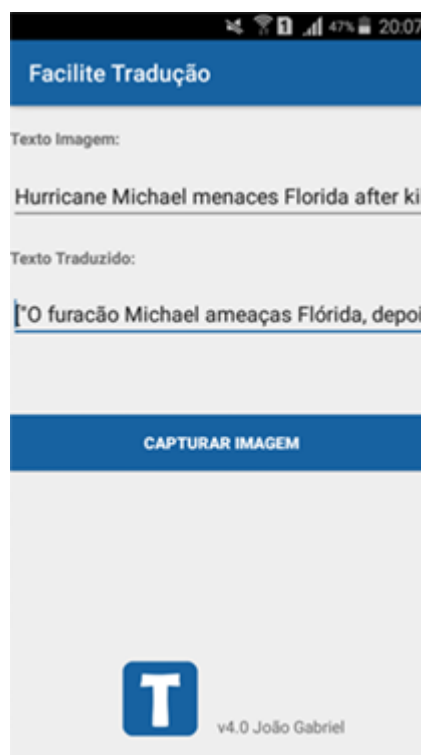 47% 20:07
Facilite Tradução
Texto Imagem:
Hurricane Michael menaces Florida after ki
Texto Traduzido:
["O furacão Michael ameaças Flórida, depoi
CAPTURAR IMAGEM
T
v4.0 João Gabriel